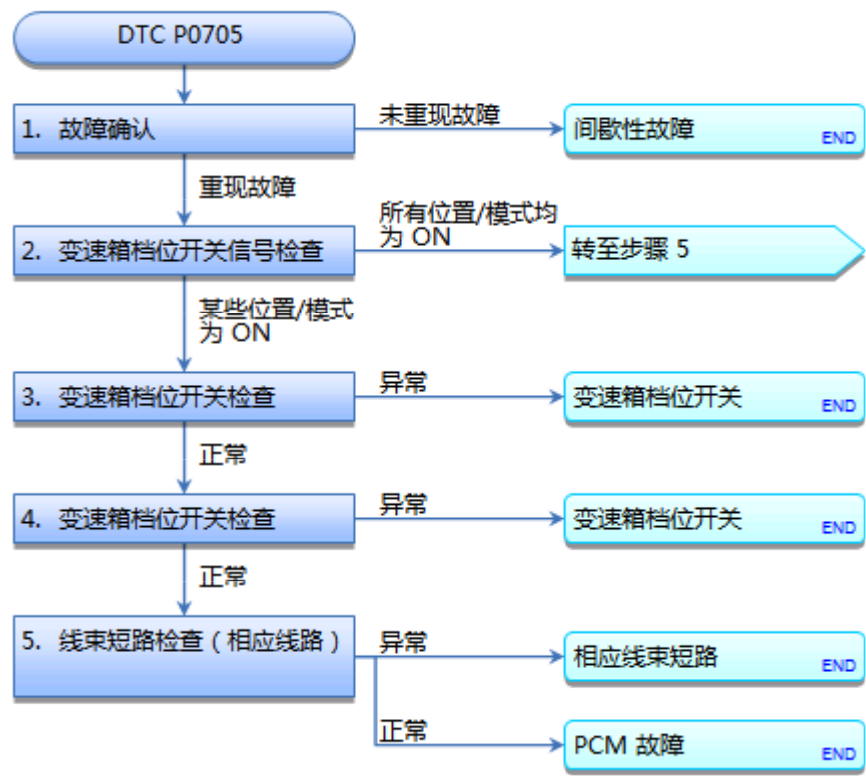 DTC P0705
1. 故障确认
未重现故障
间歇性故障
END
重现故障
2. 变速箱档位开关信号检查
所有位置/模式均
为 ON
转至步骤 5
某些位置/模式
为 ON
3. 变速箱档位开关检查
异常
变速箱档位开关
END
正常
4. 变速箱档位开关检查
异常
变速箱档位开关
END
正常
5. 线束短路检查（相应线路）
异常
相应线束短路
END
正常
PCM 故障
END